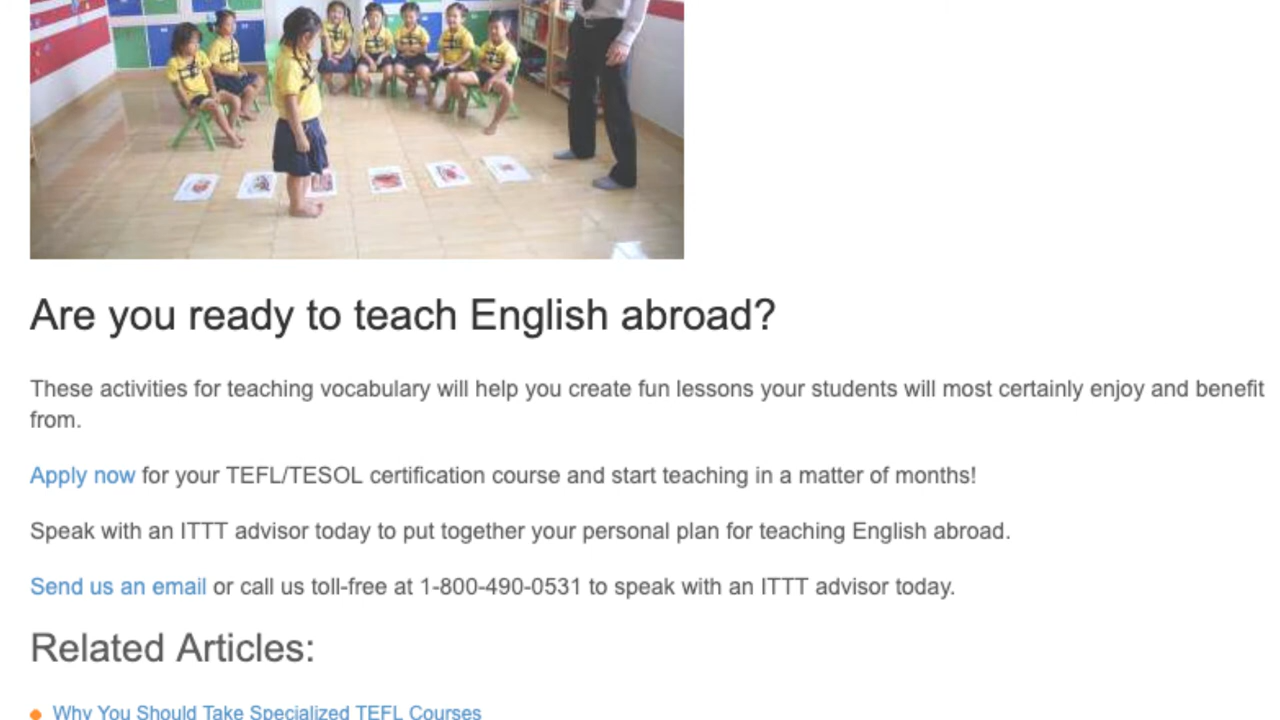 Are you ready to teach English abroad?
These activities for teaching vocabulary will help you create fun lessons your students will most certainly enjoy and benefit
from.
Apply now for your TEFL/TESOL certification course and start teaching in a matter of months!
Speak with an ITTT advisor today to put together your personal plan for teaching English abroad.
Send us an email or call us toll-free at 1-800-490-0531 to speak with an ITTT advisor today.
Related Articles:
Why You Should Take Specialized TEFL Courses